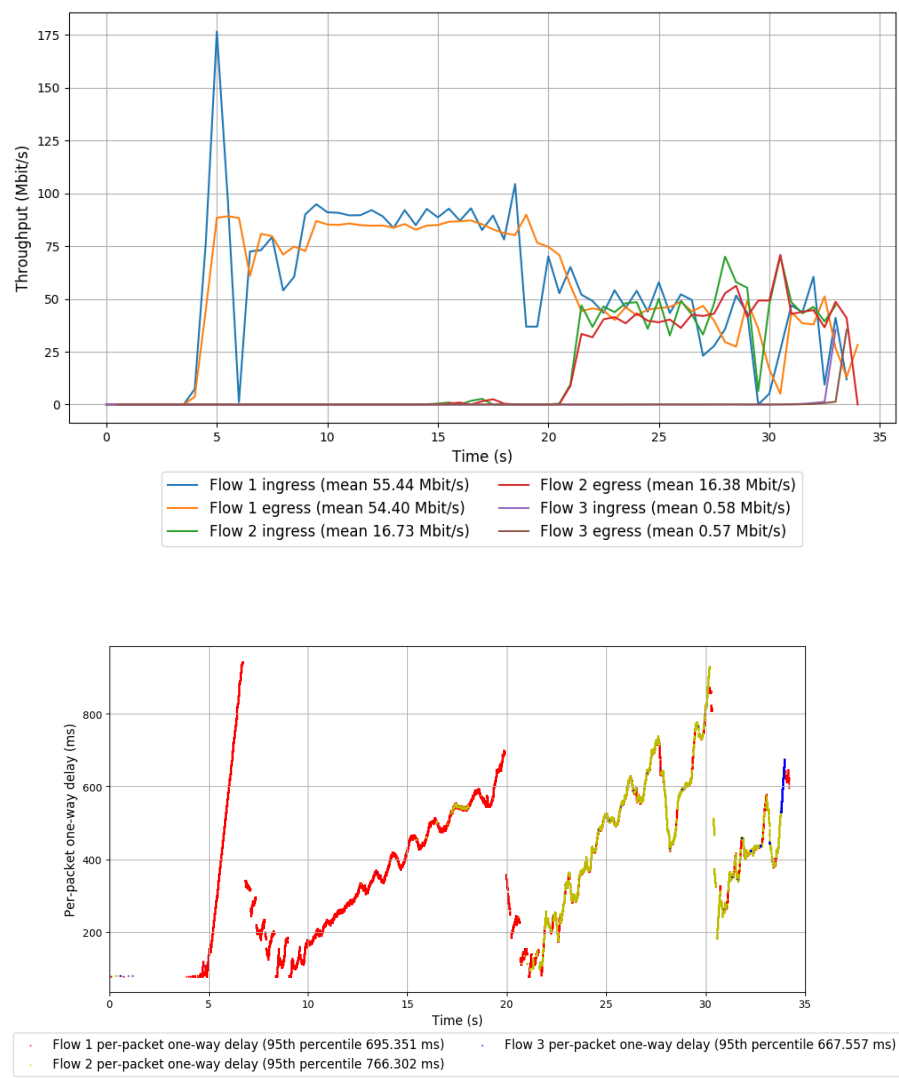 175
150
125
100
75
50
25
0
Throughput (Mbit/s)
0 5 10 15 20 25 30 35
Time (s)
Flow 1 ingress (mean 55.44 Mbit/s) Flow 2 egress (mean 16.38 Mbit/s)
Flow 1 egress (mean 54.40 Mbit/s) Flow 3 ingress (mean 0.58 Mbit/s)
Flow 2 ingress (mean 16.73 Mbit/s) Flow 3 egress (mean 0.57 Mbit/s)
800
600
400
200
Per-packet one-way delay (ms)
0 5 10 15 20 25 30 35
Time (s)
Flow 1 per-packet one-way delay (95th percentile 695.351 ms) Flow 3 per-packet one-way delay (95th percentile 667.557 ms)
Flow 2 per-packet one-way delay (95th percentile 766.302 ms)